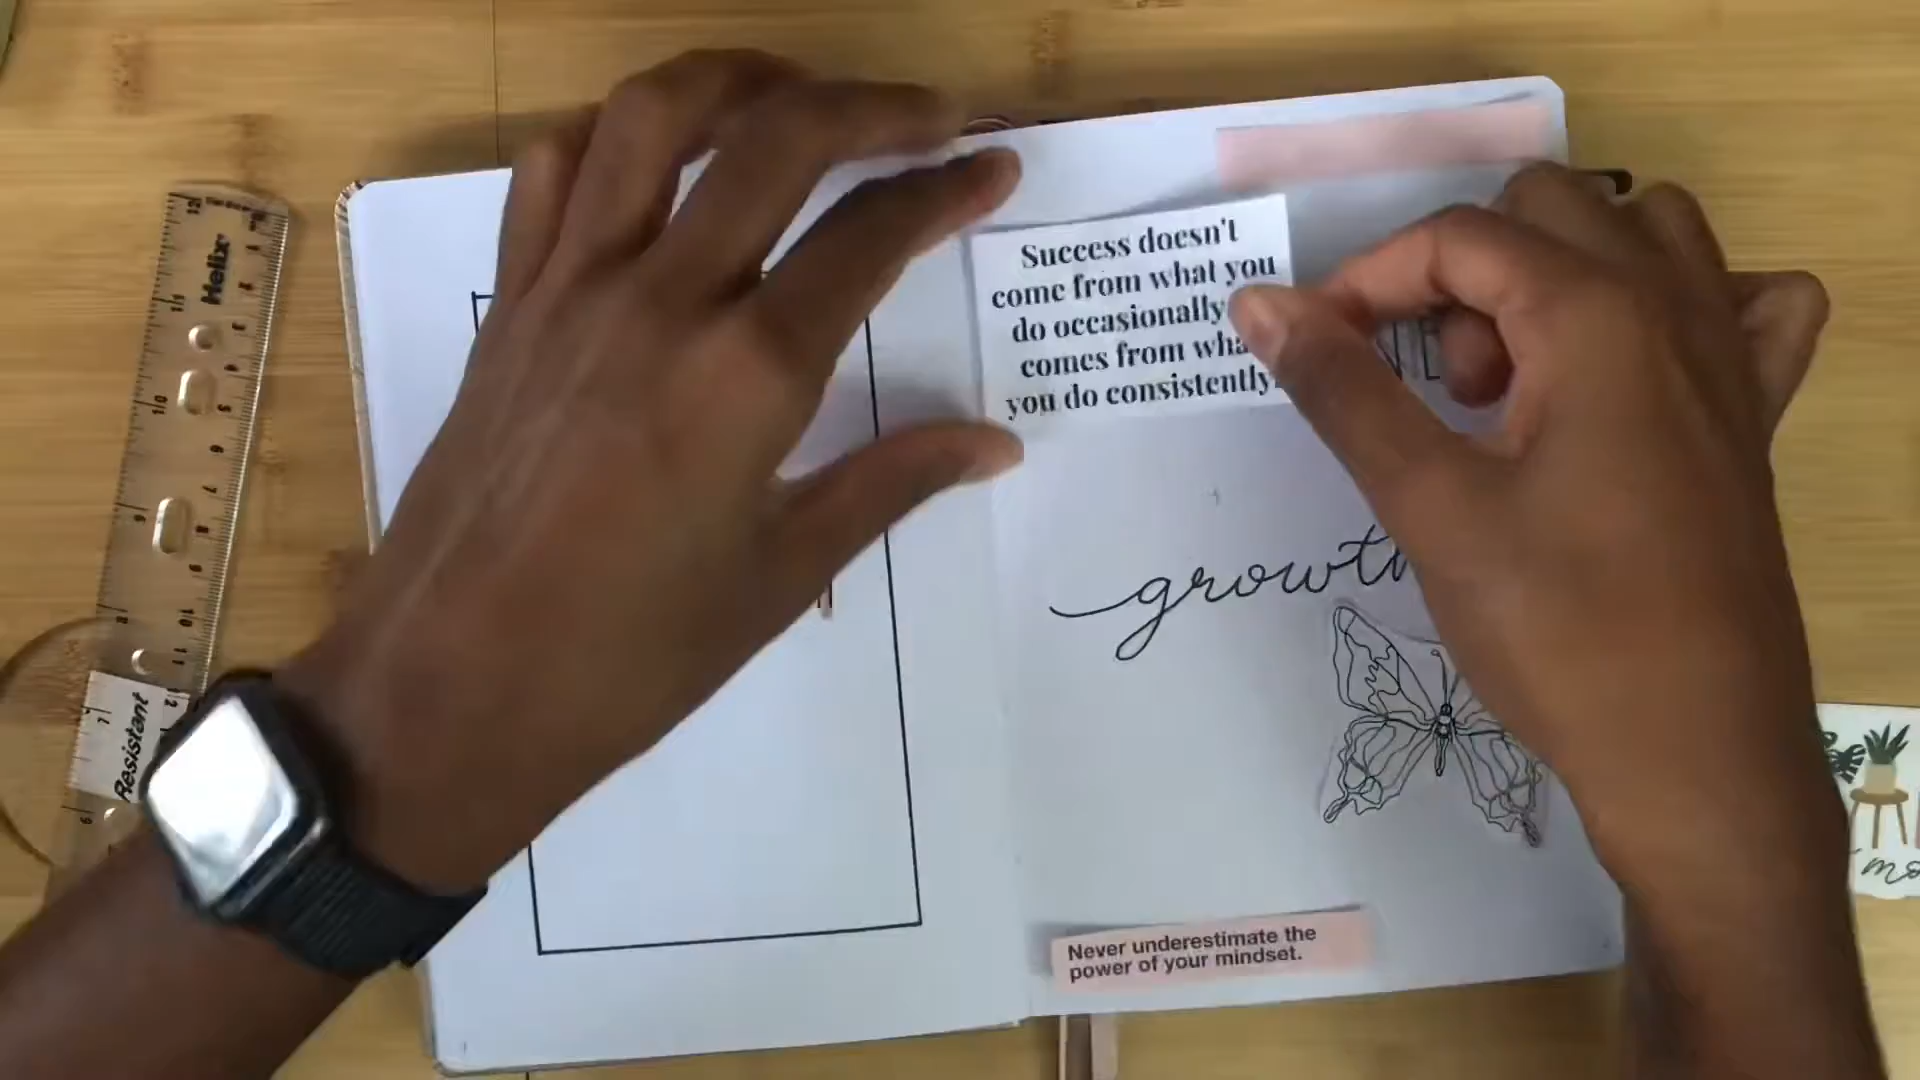 Success doesn't
come from what you
do occasionally
comes from
you do consistently.
growth
Never underestimate the
power of your mindset.
Helix
Resistant